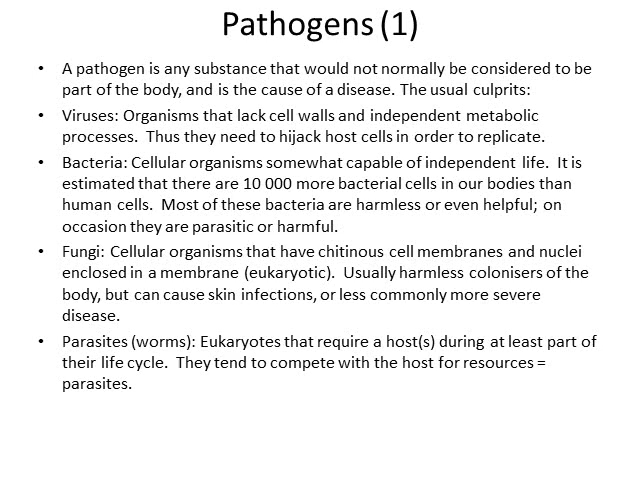 Pathogens (1)
• A pathogen is any substance that would not normally be considered to be
part of the body, and is the cause of a disease. The usual culprits:
• Viruses: Organisms that lack cell walls and independent metabolic
processes. Thus they need to hijack host cells in order to replicate.
• Bacteria: Cellular organisms somewhat capable of independent life. It is
estimated that there are 10 000 more bacterial cells in our bodies than
human cells. Most of these bacteria are harmless or even helpful; on
occasion they are parasitic or harmful.
• Fungi: Cellular organisms that have chitinous cell membranes and nuclei
enclosed in a membrane (eukaryotic). Usually harmless colonisers of the
body, but can cause skin infections, or less commonly more severe
disease.
• Parasites (worms): Eukaryotes that require a host(s) during at least part of
their life cycle. They tend to compete with the host for resources =
parasites.